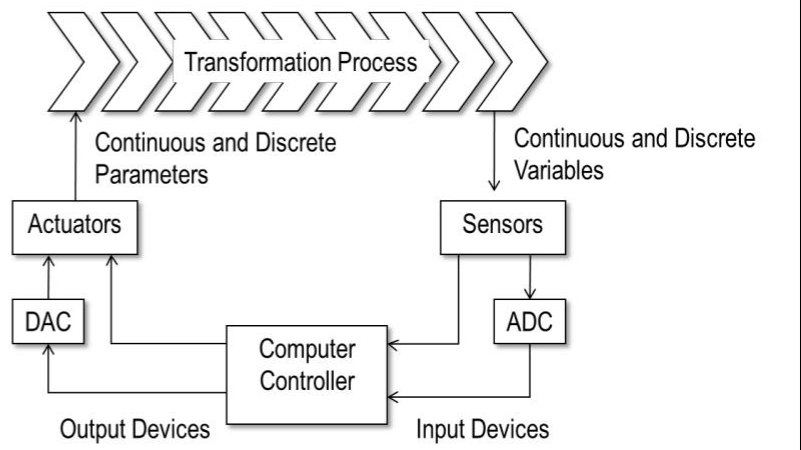 Transformation Process
Continuous and Discrete
Parameters
Continuous and Discrete
Variables
Actuators
Sensors
DAC
ADC
Computer
Controller
Output Devices
Input Devices